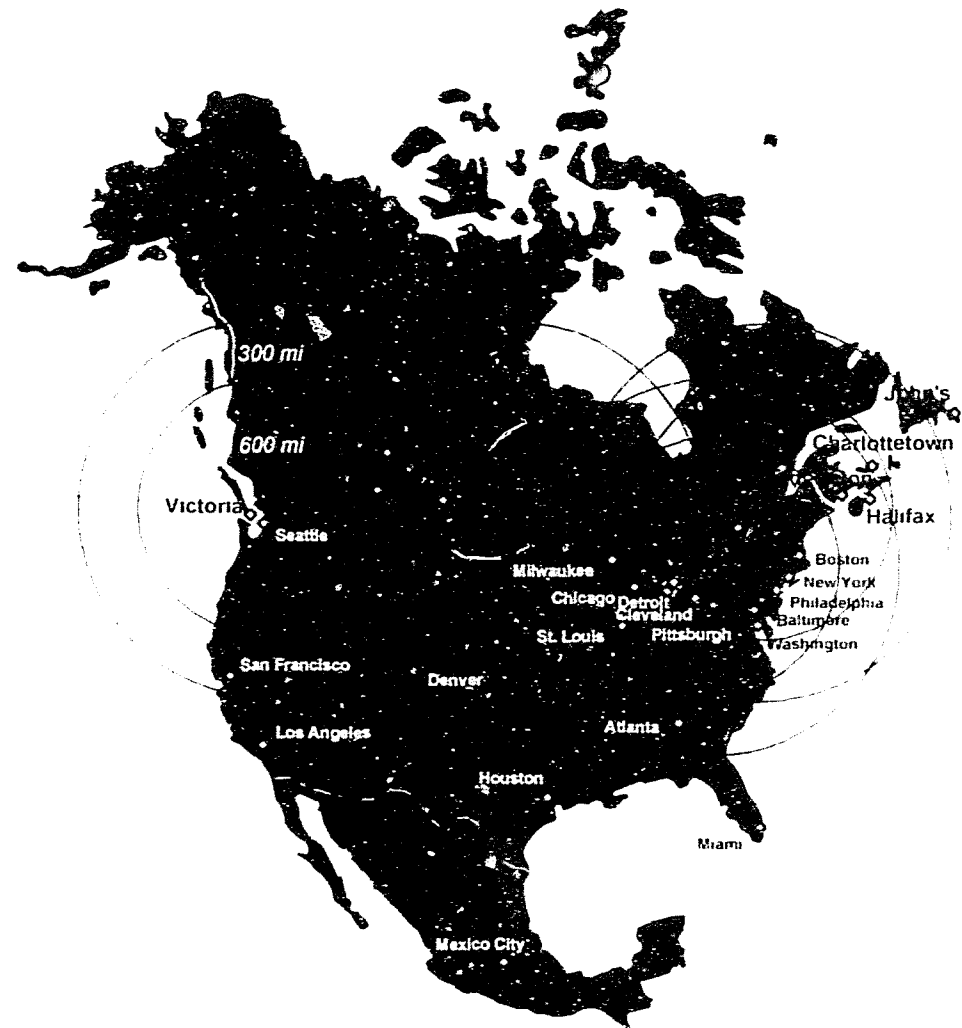 300 mi
John's
600 mi
Charlottetown
Victoria
Halifax
Seattle
Boston
Milwaukee
New York
Chicago
Detroit
Philadelphia
Cleveland
Baltimore
St. Louis
Pittsburgh
Washington
San Francisco
Denver
Atlanta
Los Angeles
Houston
Miami
Mexico City